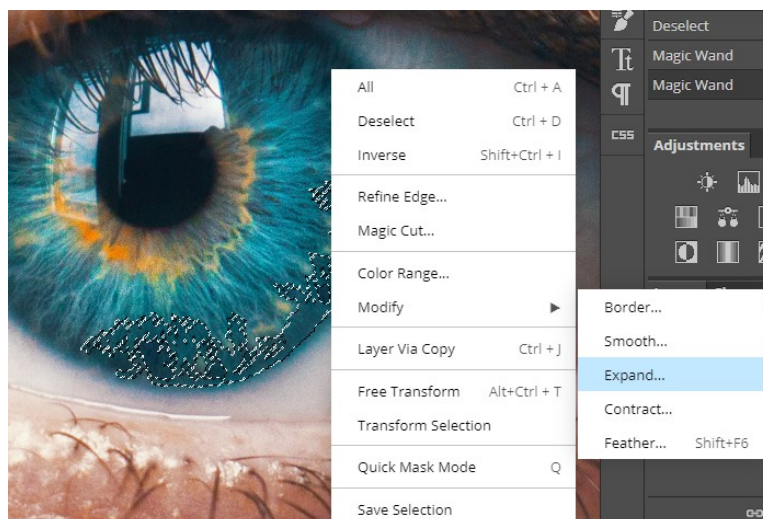 All Ctrl + A
Deselect Ctrl + D
Inverse Shift+Ctrl + I
Refine Edge...
Magic Cut...
Color Range...
Modify
Layer Via Copy Ctrl + J
Free Transform Alt+Ctrl + T
Transform Selection
Quick Mask Mode Q
Save Selection
Border...
Smooth...
Expand...
Contract...
Feather... Shift+F6
Tt
¶
CSS
Deselect
Magic Wand
Magic Wand
Adjustments